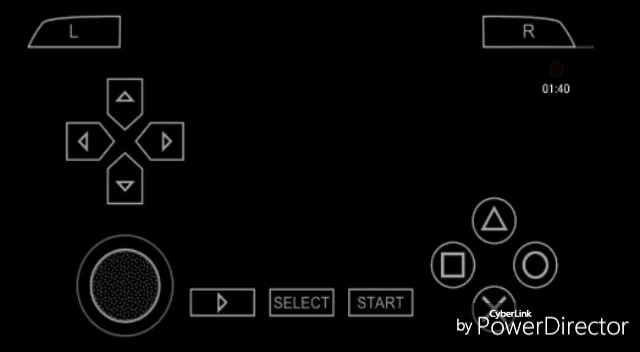 L
R
01:40
SELECT
START
CyberLink
by PowerDirector